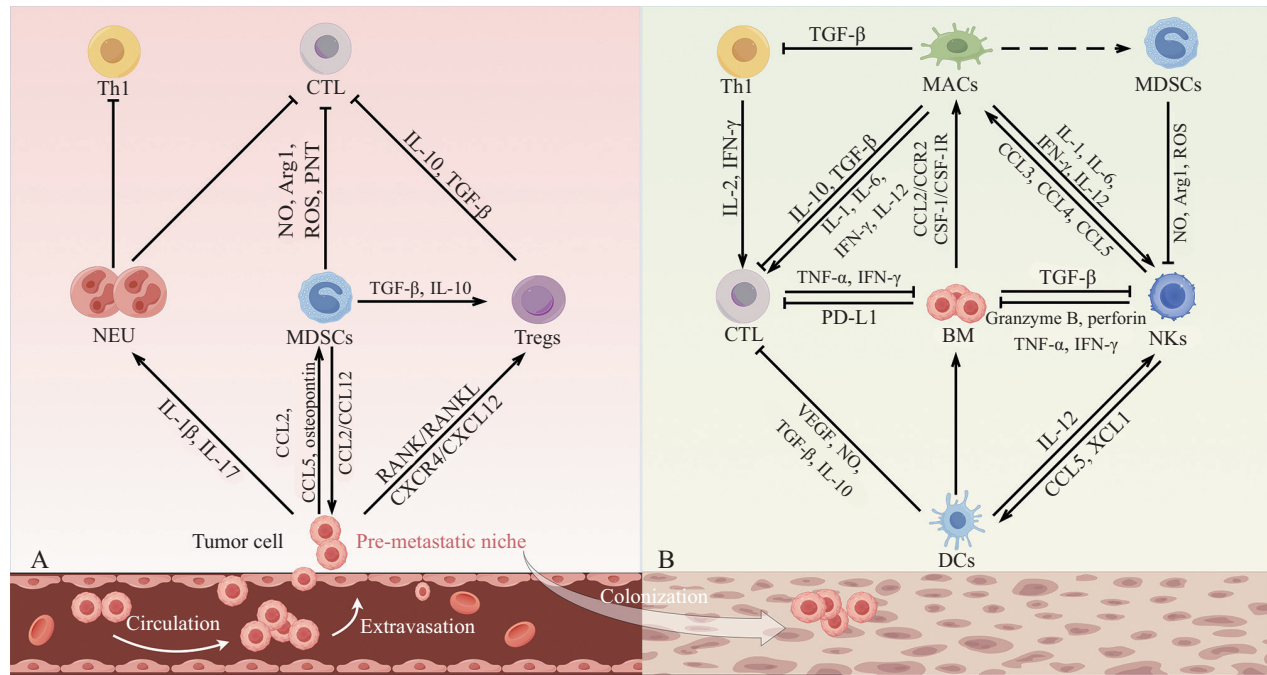 Th1
CTL
NO, Arg1,
ROS, PNT
IL-10, TGF-β
NEU
MDSCs
TGF-β, IL-10
Tregs
IL-1β, IL-17
CCL2,
CCL5, osteopontin
CCL2/CCL12
RANK/RANKL
CXCR4/CXCL12
Tumor cell
Pre-metastatic niche
A
Circulation
Extravasation
Colonization
Th1
TGF-β
MACs
MDSCs
IL-2, IFN-γ
IL-10, TGF-β
IL-1, IL-6,
IFN-γ, IL-12
CCL2/CCR2
CSF-1/CSF-1R
IL-1, IL-6,
IFN-γ, IL-12
CCL3, CCL4, CCL5
NO, Arg1, ROS
CTL
TNF-α, IFN-γ
PD-L1
BM
TGF-β
Granzyme B, perforin
TNF-α, IFN-γ
NKs
VEGF, NO,
TGF-β, IL-10
IL-12
CCL5, XCL1
DCs
B